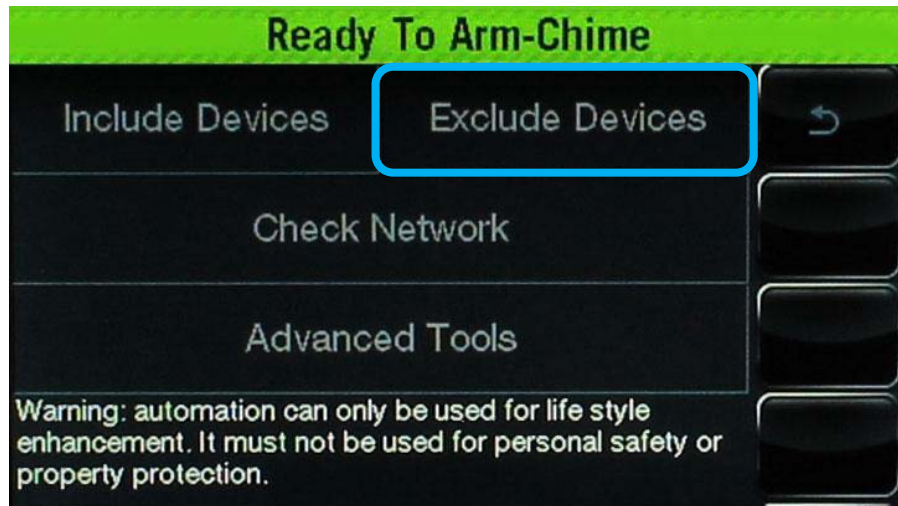 Ready To Arm-Chime
Include Devices Exclude Devices
Check Network
Advanced Tools
Warning: automation can only be used for life style
enhancement. It must not be used for personal safety or
property protection.